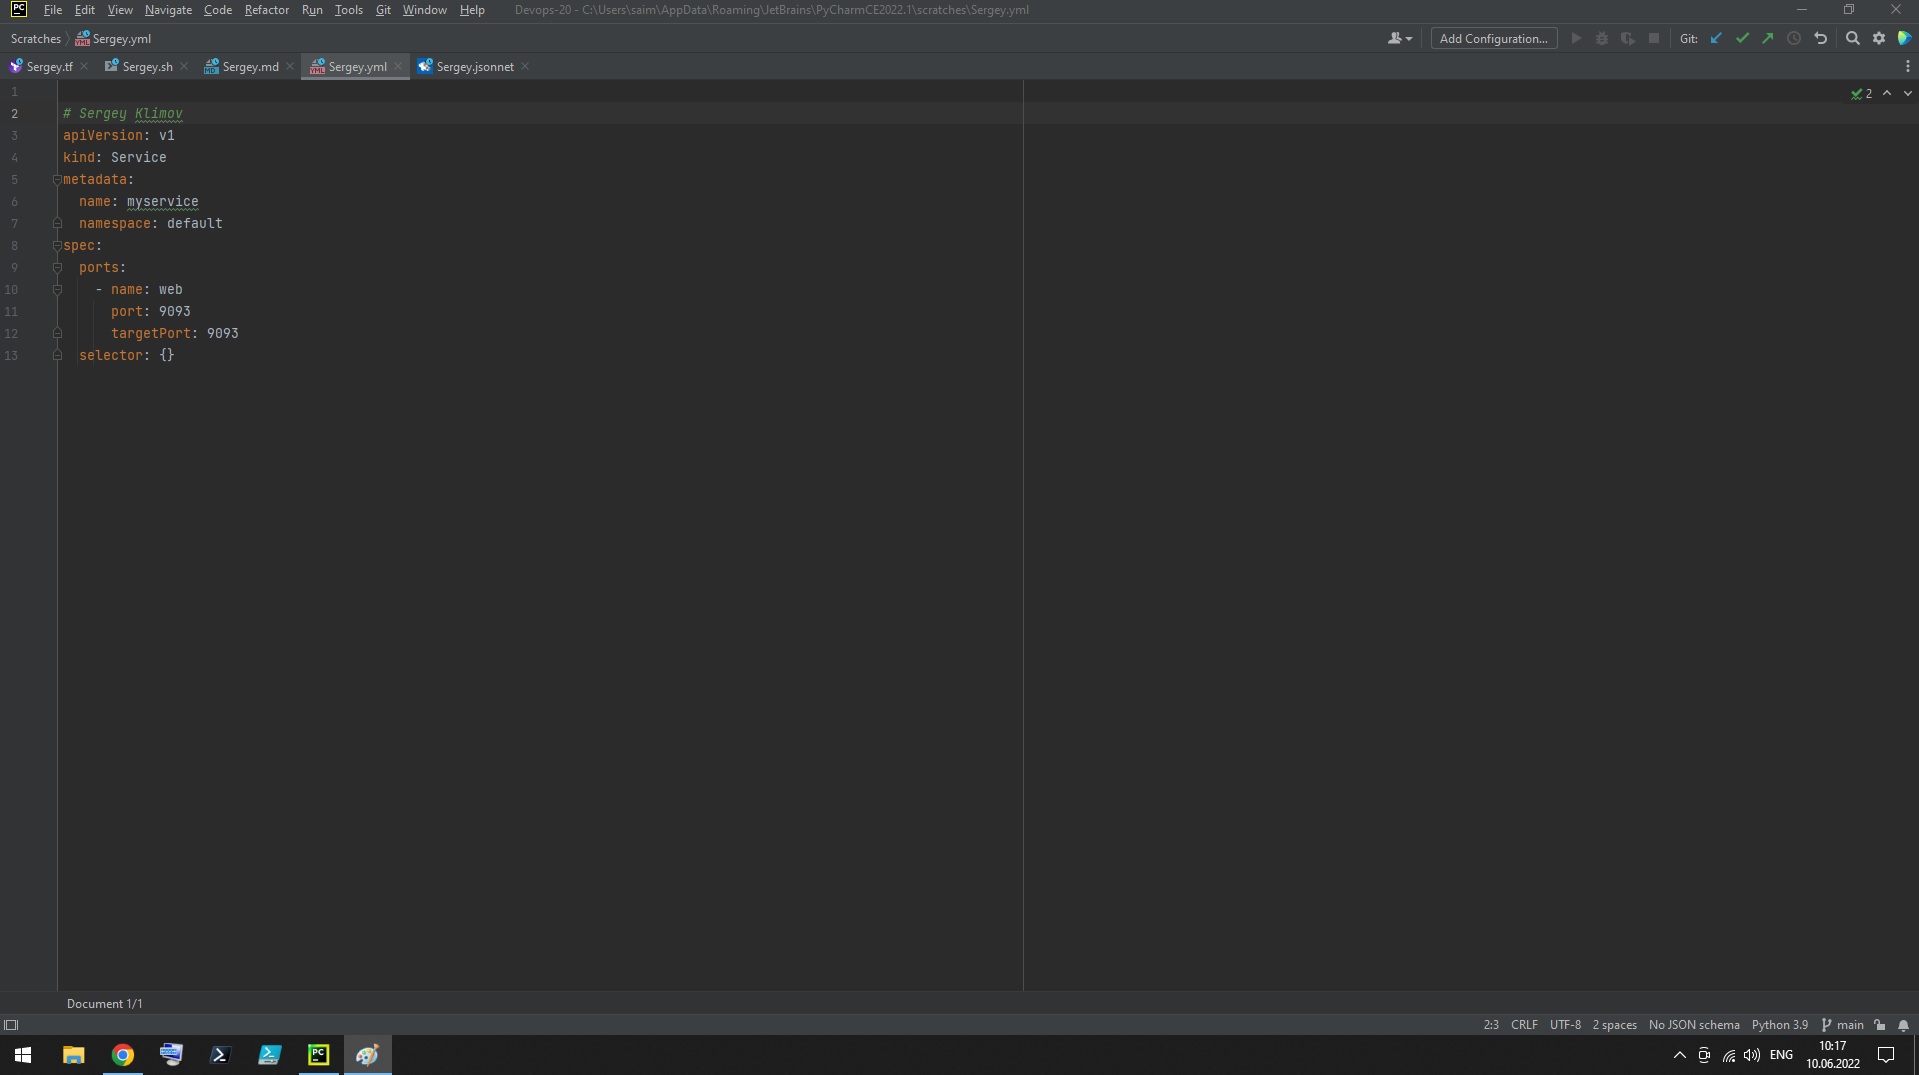 PC File Edit View Navigate Code Refactor Run Tools Git Window Help Devops-20 - C:\Users\saim\AppData\Roaming\JetBrains\PyCharmCE2022.1\scratches\Sergey.yml
Scratches Sergey.yml Add Configuration... Git:
Sergey.tf Sergey.sh Sergey.md Sergey.yml Sergey.jsonnet
1
2 # Sergey Klimov
3 apiVersion: v1
4 kind: Service
5 metadata:
6 name: myservice
7 namespace: default
8 spec:
9 ports:
10 - name: web
11 port: 9093
12 targetPort: 9093
13 selector: {}
2
Document 1/1
2:3 CRLF UTF-8 2 spaces No JSON schema Python 3.9 main
PC ENG 10:17
10.06.2022